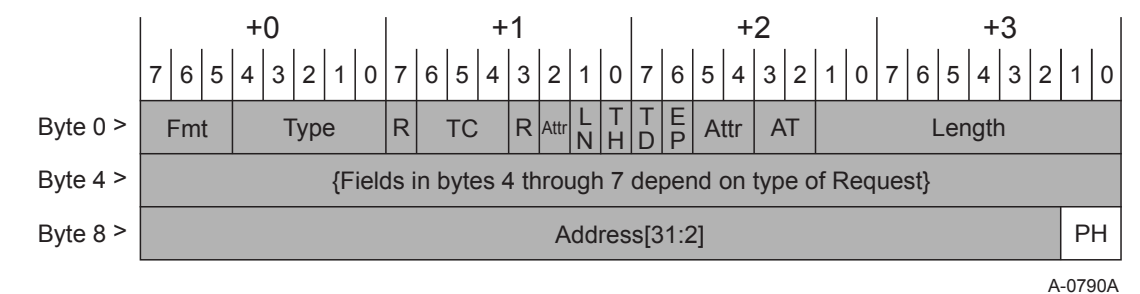 +0 +1 +2 +3
7 6 5 4 3 2 1 0 7 6 5 4 3 2 1 0 7 6 5 4 3 2 1 0 7 6 5 4 3 2 1 0
Byte 0 > Fmt Type R TC R Attr LN TH TD EP Attr AT Length
Byte 4 > {Fields in bytes 4 through 7 depend on type of Request}
Byte 8 > Address[31:2] PH
A-0790A